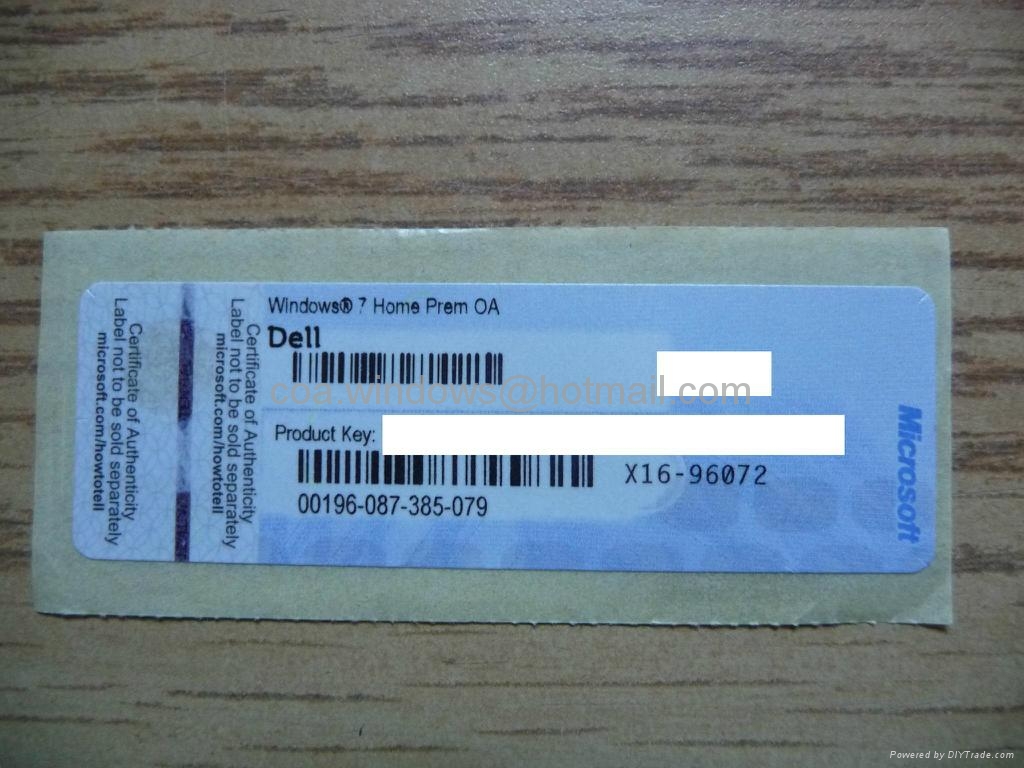 Certificate of Authenticity
Label not to be sold separately
microsoft.com/howtotell
Certificate of Authenticity
Label not to be sold separately
microsoft.com/howtotell
Windows® 7 Home Prem OA
Dell
coa.windows@hotmail.com
Product Key:
X16-96072
00196-087-385-079
Microsoft
Powered by DIYTrade.com